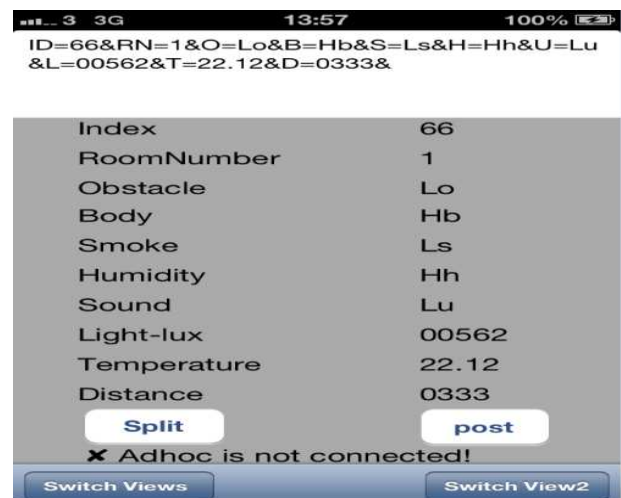 3 3G 13:57 100%
ID=66&RN=1&O=Lo&B=Hb&S=Ls&H=Hh&U=Lu
&L=00562&T=22.12&D=0333&
Index 66
RoomNumber 1
Obstacle Lo
Body Hb
Smoke Ls
Humidity Hh
Sound Lu
Light-lux 00562
Temperature 22.12
Distance 0333
Split post
✘ Adhoc is not connected!
Switch Views Switch View2